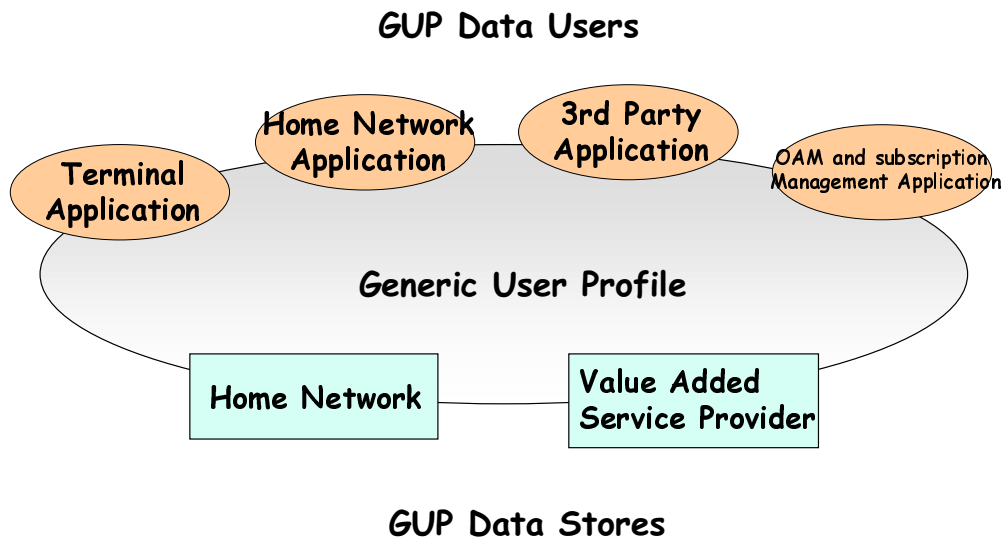 GUP Data Users
3rd Party
Application
Home Network
Application
OAM and subscription
Management Application
Terminal
Application
Generic User Profile
Home Network
Value Added
Service Provider
GUP Data Stores